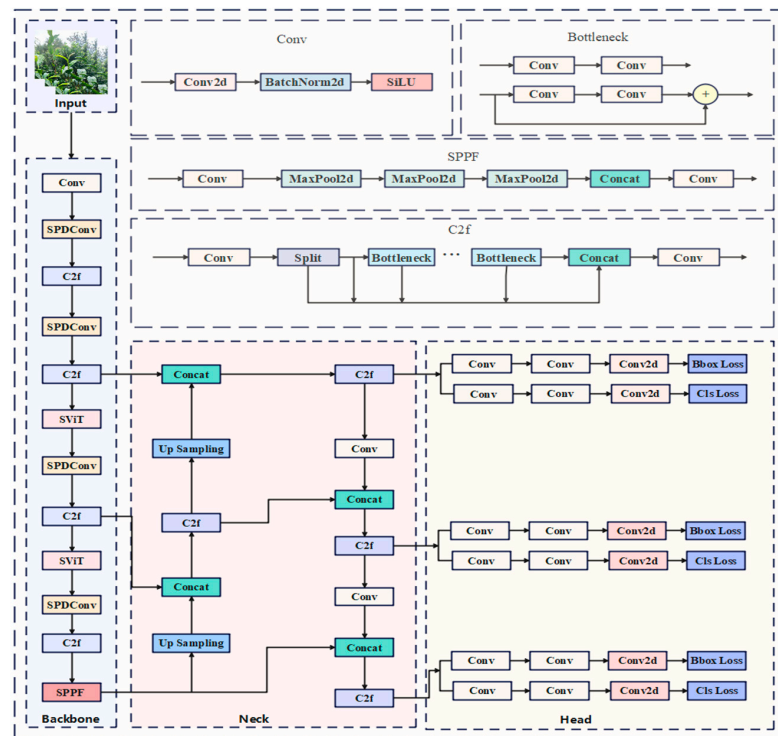 Input
Conv
SPDConv
C2f
SPDConv
C2f
SViT
SPDConv
C2f
SViT
SPDConv
C2f
SPPF
Backbone
Conv
Conv2d
BatchNorm2d
SiLU
Bottleneck
Conv
Conv
Conv
Conv
+
SPPF
Conv
MaxPool2d
MaxPool2d
MaxPool2d
Concat
Conv
C2f
Conv
Split
Bottleneck
...
Bottleneck
Concat
Conv
Concat
Up Sampling
C2f
Concat
Up Sampling
C2f
Conv
Concat
C2f
Conv
Concat
C2f
Neck
Conv
Conv
Conv2d
Bbox Loss
Conv
Conv
Conv2d
Cls Loss
Conv
Conv
Conv2d
Bbox Loss
Conv
Conv
Conv2d
Cls Loss
Conv
Conv
Conv2d
Bbox Loss
Conv
Conv
Conv2d
Cls Loss
Head